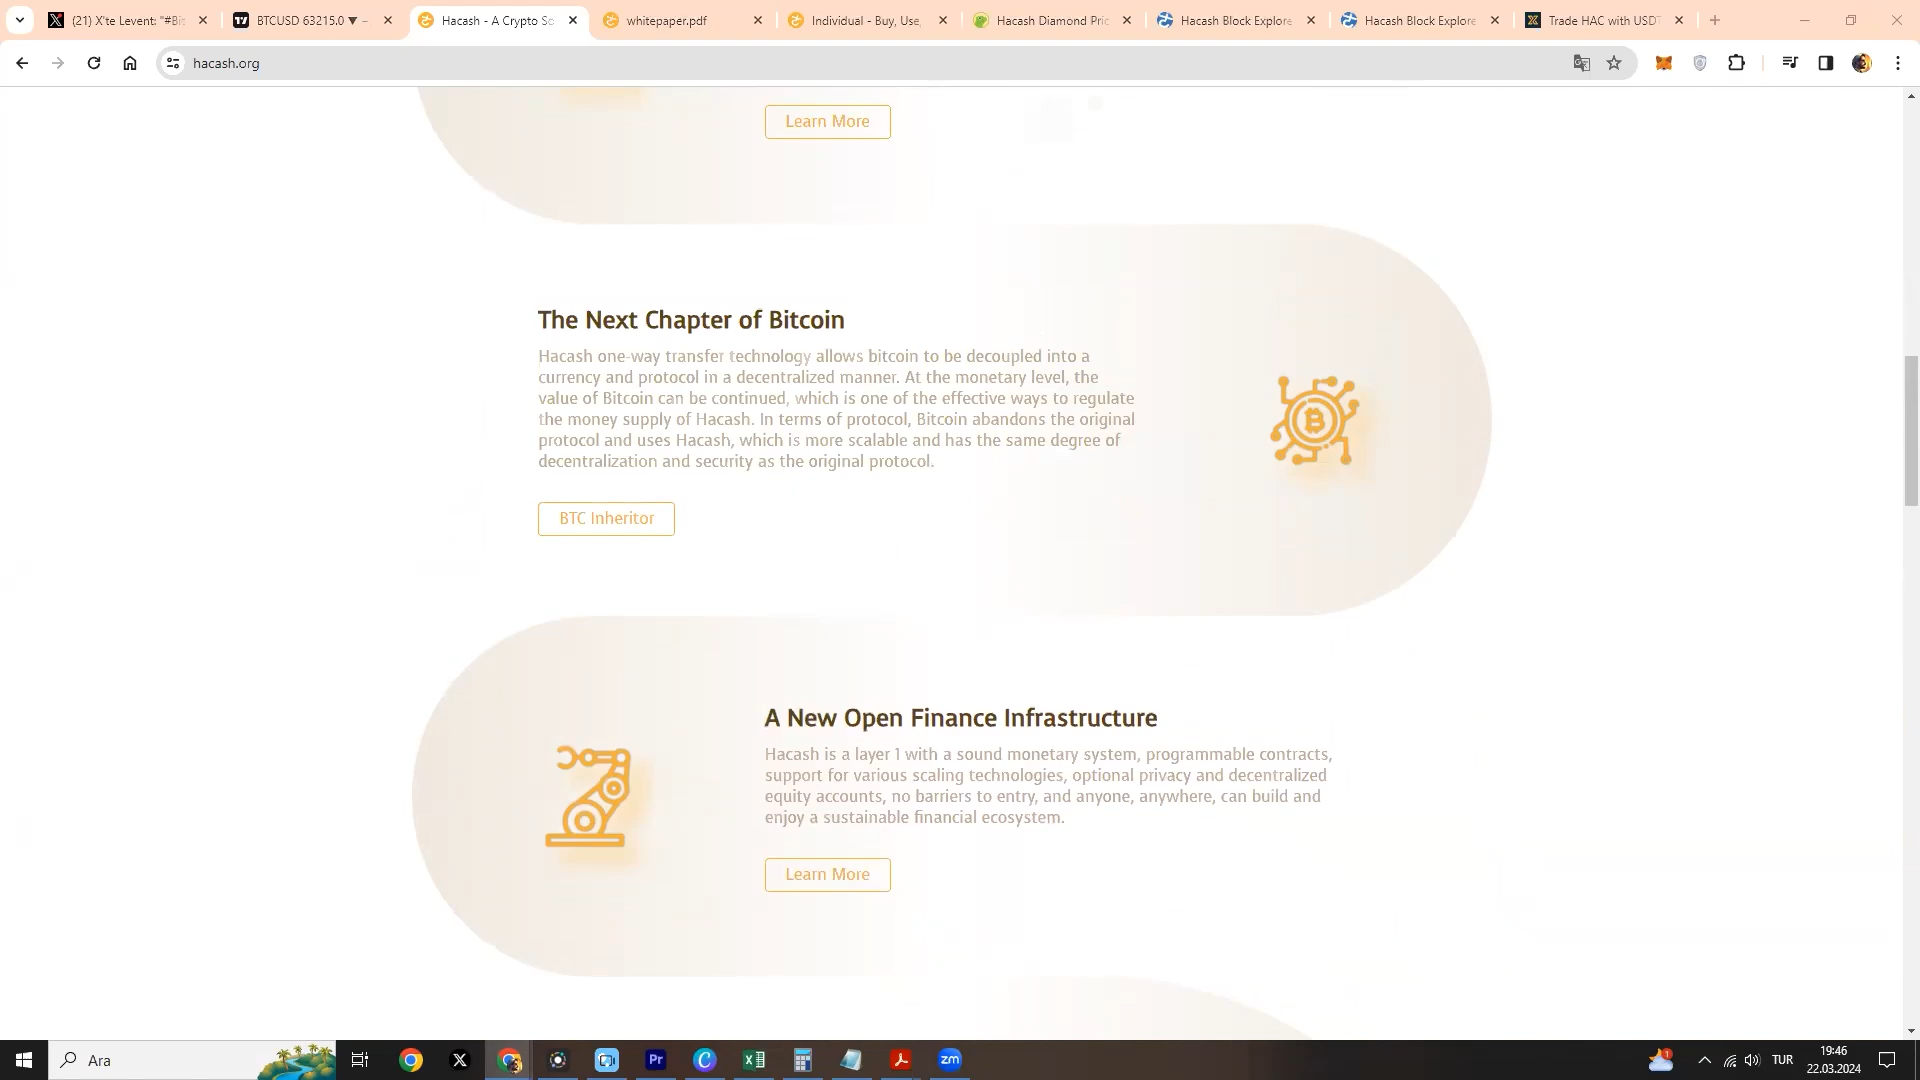 (21) X'te Levent: "#Bit
BTCUSD 63215.0 ▼ −
Hacash - A Crypto So
whitepaper.pdf
Individual - Buy, Use,
Hacash Diamond Pric
Hacash Block Explore
Hacash Block Explore
Trade HAC with USDT
hacash.org
Learn More
The Next Chapter of Bitcoin
Hacash one-way transfer technology allows bitcoin to be decoupled into a
currency and protocol in a decentralized manner. At the monetary level, the
value of Bitcoin can be continued, which is one of the effective ways to regulate
the money supply of Hacash. In terms of protocol, Bitcoin abandons the original
protocol and uses Hacash, which is more scalable and has the same degree of
decentralization and security as the original protocol.
BTC Inheritor
A New Open Finance Infrastructure
Hacash is a layer 1 with a sound monetary system, programmable contracts,
support for various scaling technologies, optional privacy and decentralized
equity accounts, no barriers to entry, and anyone, anywhere, can build and
enjoy a sustainable financial ecosystem.
Learn More
Ara
Pr
zm
1
TUR
19:46
22.03.2024